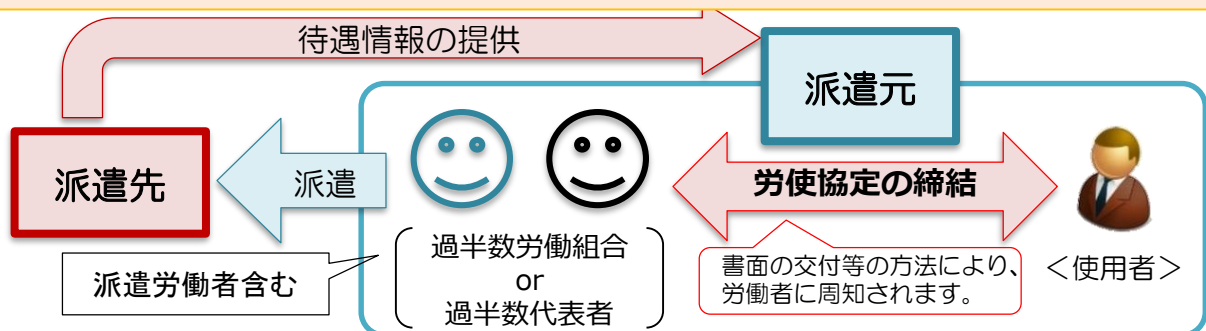 待遇情報の提供
派遣元
派遣先
派遣
労使協定の締結
過半数労働組合
or
過半数代表者
派遣労働者含む
書面の交付等の方法により、
労働者に周知されます。
＜使用者＞